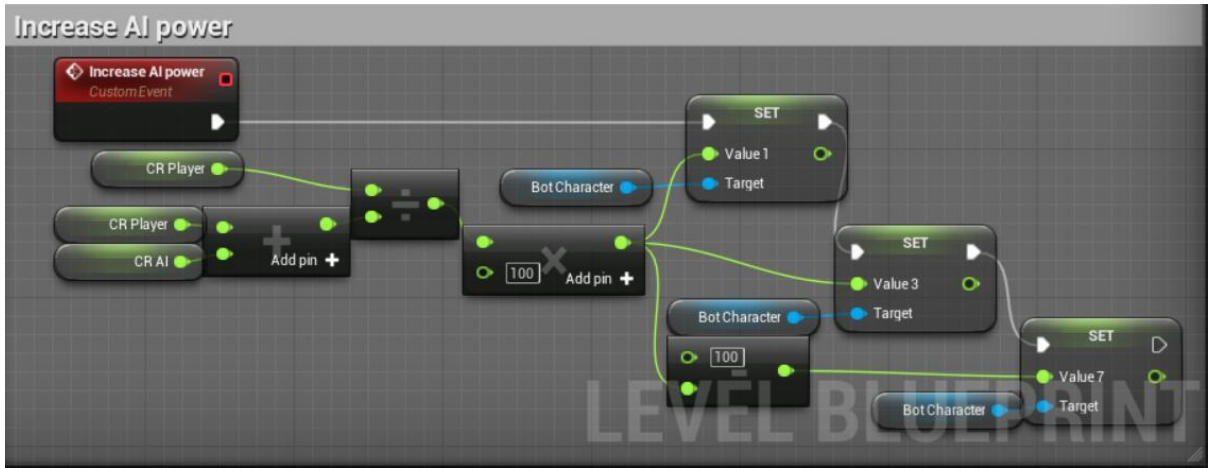 Increase AI power
Increase AI power
Custom Event
SET
CR Player
Value 1
Bot Character
Target
CR Player
÷
SET
CR AI
+
Add pin +
100
×
Add pin +
Value 3
Bot Character
Target
100
-
SET
Value 7
Bot Character
Target
LEVEL BLUEPRINT